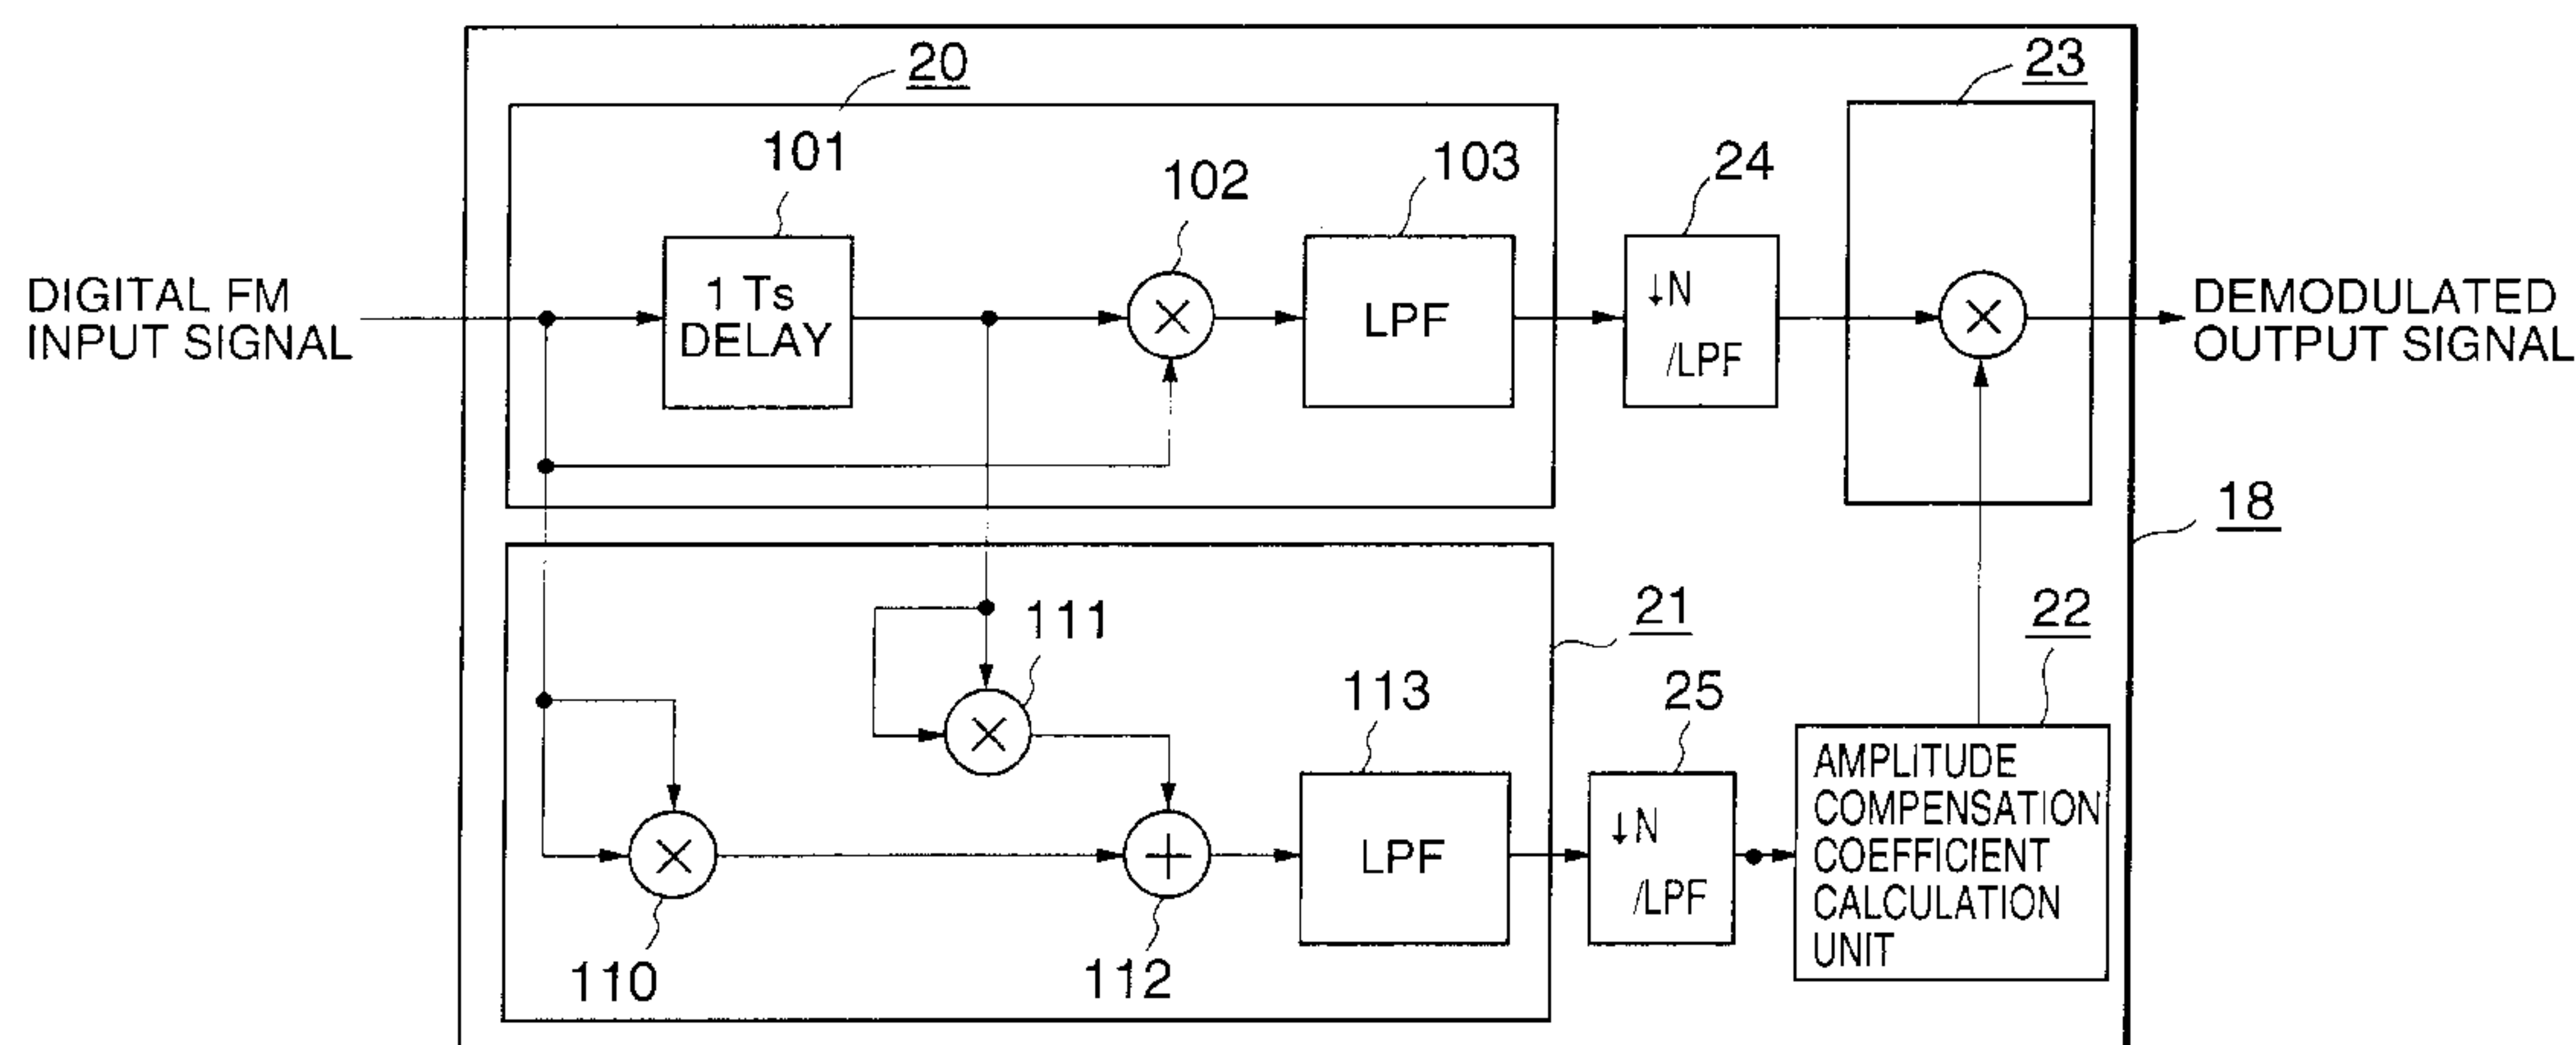 20
23
101
102
103
24
DIGITAL FM
INPUT SIGNAL
1 Ts
DELAY
×
LPF
↓N
/LPF
×
DEMODULATED
OUTPUT SIGNAL
18
111
21
22
113
25
×
×
+
LPF
↓N
/LPF
AMPLITUDE
COMPENSATION
COEFFICIENT
CALCULATION
UNIT
110
112